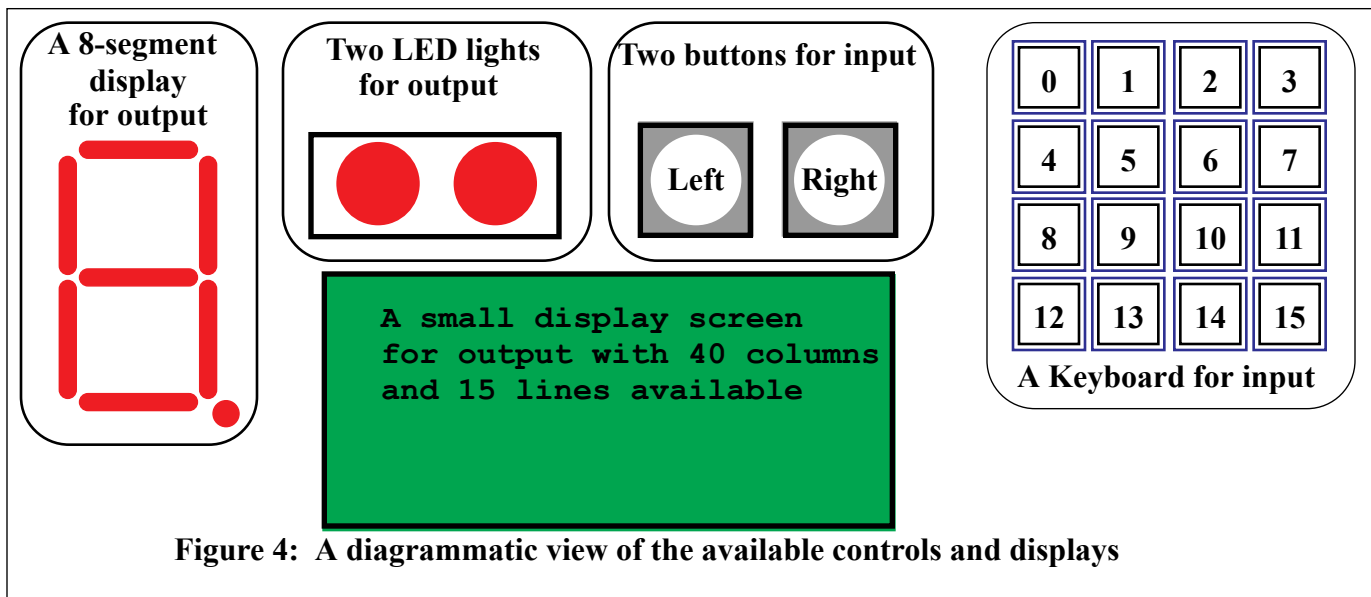 A 8-segment
display
for output
Two LED lights
for output
Two buttons for input
Left
Right
0 1 2 3
4 5 6 7
8 9 10 11
12 13 14 15
A Keyboard for input
A small display screen
for output with 40 columns
and 15 lines available
Figure 4: A diagrammatic view of the available controls and displays